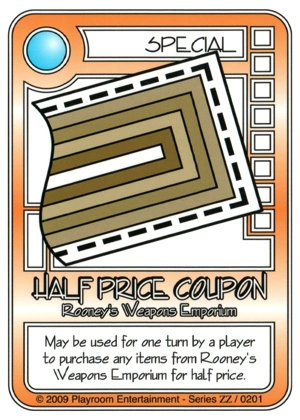 SPECIAL
HALF PRICE COUPON
Rooney's Weapons Emporium
May be used for one turn by a player
to purchase any items from Rooney's
Weapons Emporium for half price.
© 2009 Playroom Entertainment - Series ZZ / 0201